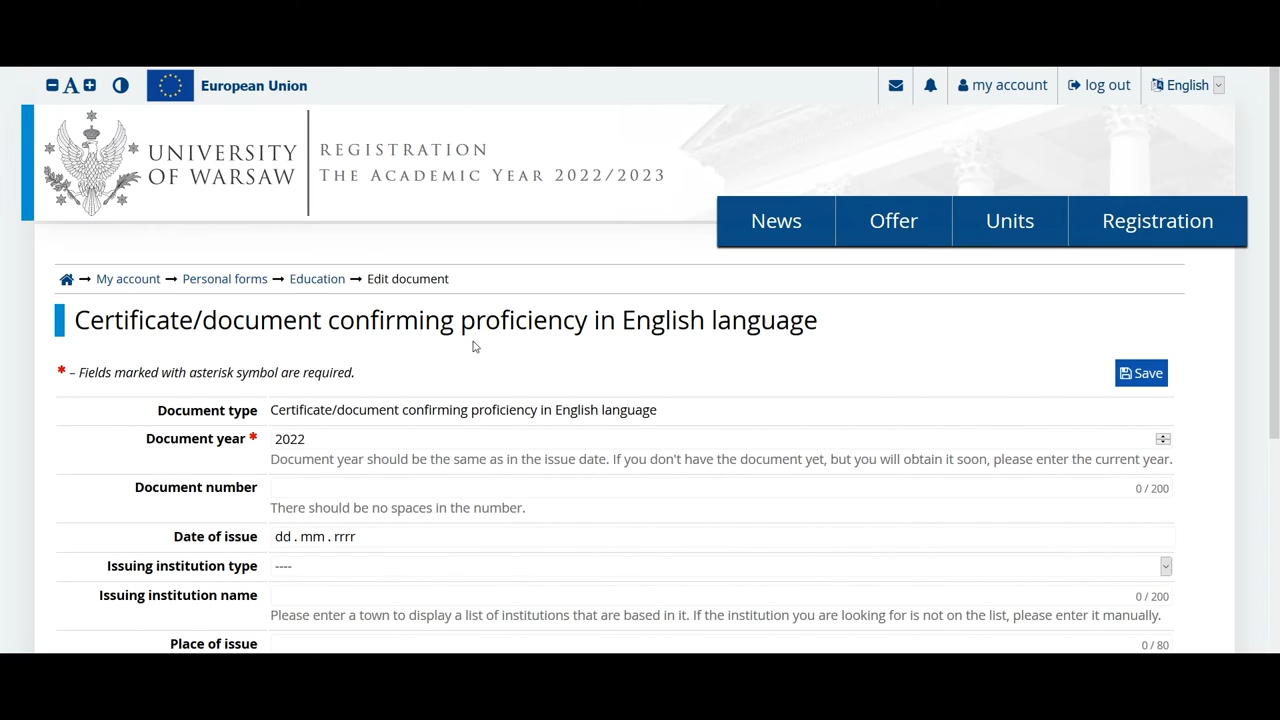 A European Union my account log out English
UNIVERSITY OF WARSAW
REGISTRATION
THE ACADEMIC YEAR 2022/2023
News Offer Units Registration
My account → Personal forms → Education → Edit document
Certificate/document confirming proficiency in English language
* – Fields marked with asterisk symbol are required. Save
Document type Certificate/document confirming proficiency in English language
Document year * 2022
Document year should be the same as in the issue date. If you don't have the document yet, but you will obtain it soon, please enter the current year.
Document number 0 / 200
There should be no spaces in the number.
Date of issue dd . mm . rrrr
Issuing institution type ----
Issuing institution name 0 / 200
Please enter a town to display a list of institutions that are based in it. If the institution you are looking for is not on the list, please enter it manually.
Place of issue 0 / 80